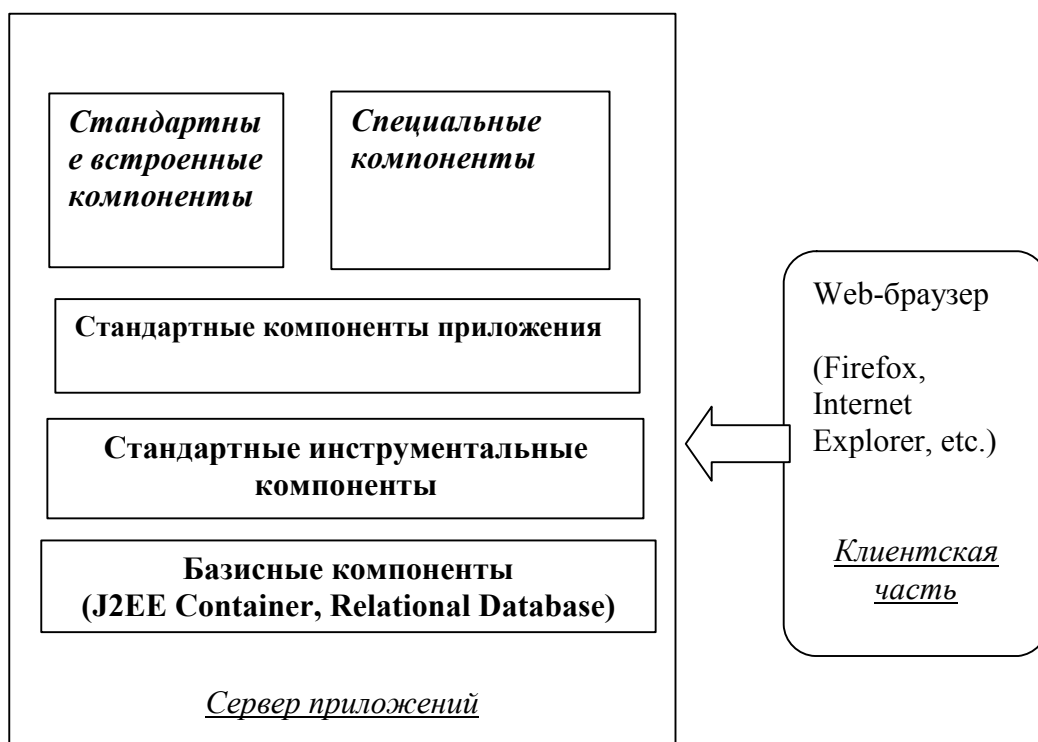 Стандартны
е встроенные
компоненты
Специальные
компоненты
Стандартные компоненты приложения
Стандартные инструментальные
компоненты
Базисные компоненты
(J2EE Container, Relational Database)
Сервер приложений
Web-браузер
(Firefox,
Internet
Explorer, etc.)
Клиентская
часть